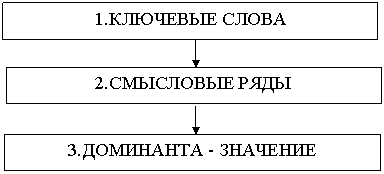 1.КЛЮЧЕВЫЕ СЛОВА
2.СМЫСЛОВЫЕ РЯДЫ
3.ДОМИНАНТА - ЗНАЧЕНИЕ